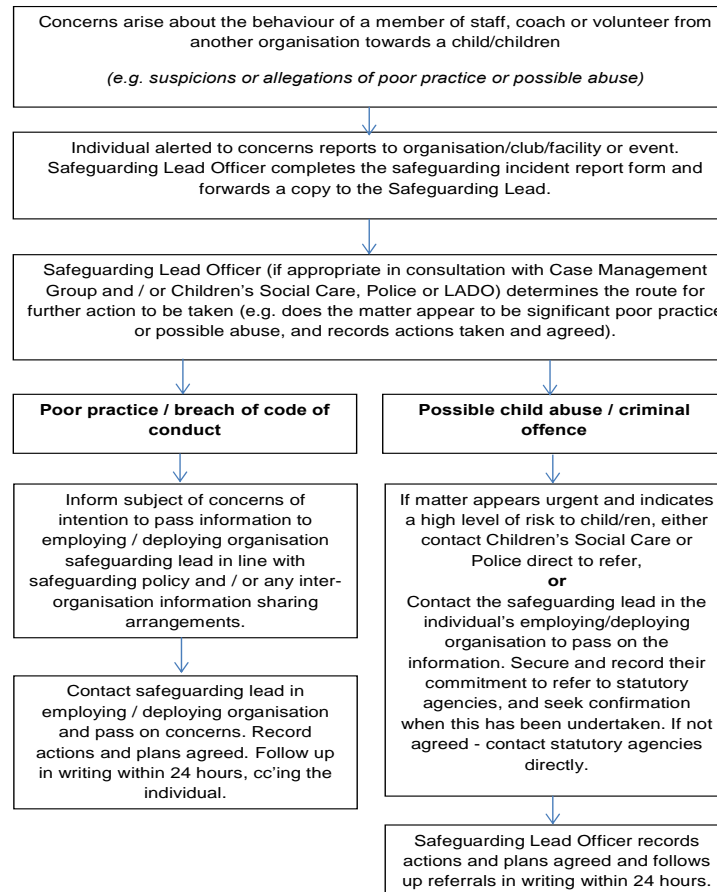 Concerns arise about the behaviour of a member of staff, coach or volunteer from
another organisation towards a child/children
(e.g. suspicions or allegations of poor practice or possible abuse)
Individual alerted to concerns reports to organisation/club/facility or event.
Safeguarding Lead Officer completes the safeguarding incident report form and
forwards a copy to the Safeguarding Lead.
Safeguarding Lead Officer (if appropriate in consultation with Case Management
Group and / or Children's Social Care, Police or LADO) determines the route for
further action to be taken (e.g. does the matter appear to be significant poor practice
or possible abuse, and records actions taken and agreed).
Poor practice / breach of code of
conduct
Inform subject of concerns of
intention to pass information to
employing / deploying organisation
safeguarding lead in line with
safeguarding policy and / or any inter-
organisation information sharing
arrangements.
Contact safeguarding lead in
employing / deploying organisation
and pass on concerns. Record
actions and plans agreed. Follow up
in writing within 24 hours, cc'ing the
individual.
Possible child abuse / criminal
offence
If matter appears urgent and indicates
a high level of risk to child/ren, either
contact Children's Social Care or
Police direct to refer,
or
Contact the safeguarding lead in the
individual's employing/deploying
organisation to pass on the
information. Secure and record their
commitment to refer to statutory
agencies, and seek confirmation
when this has been undertaken. If not
agreed - contact statutory agencies
directly.
Safeguarding Lead Officer records
actions and plans agreed and follows
up referrals in writing within 24 hours.